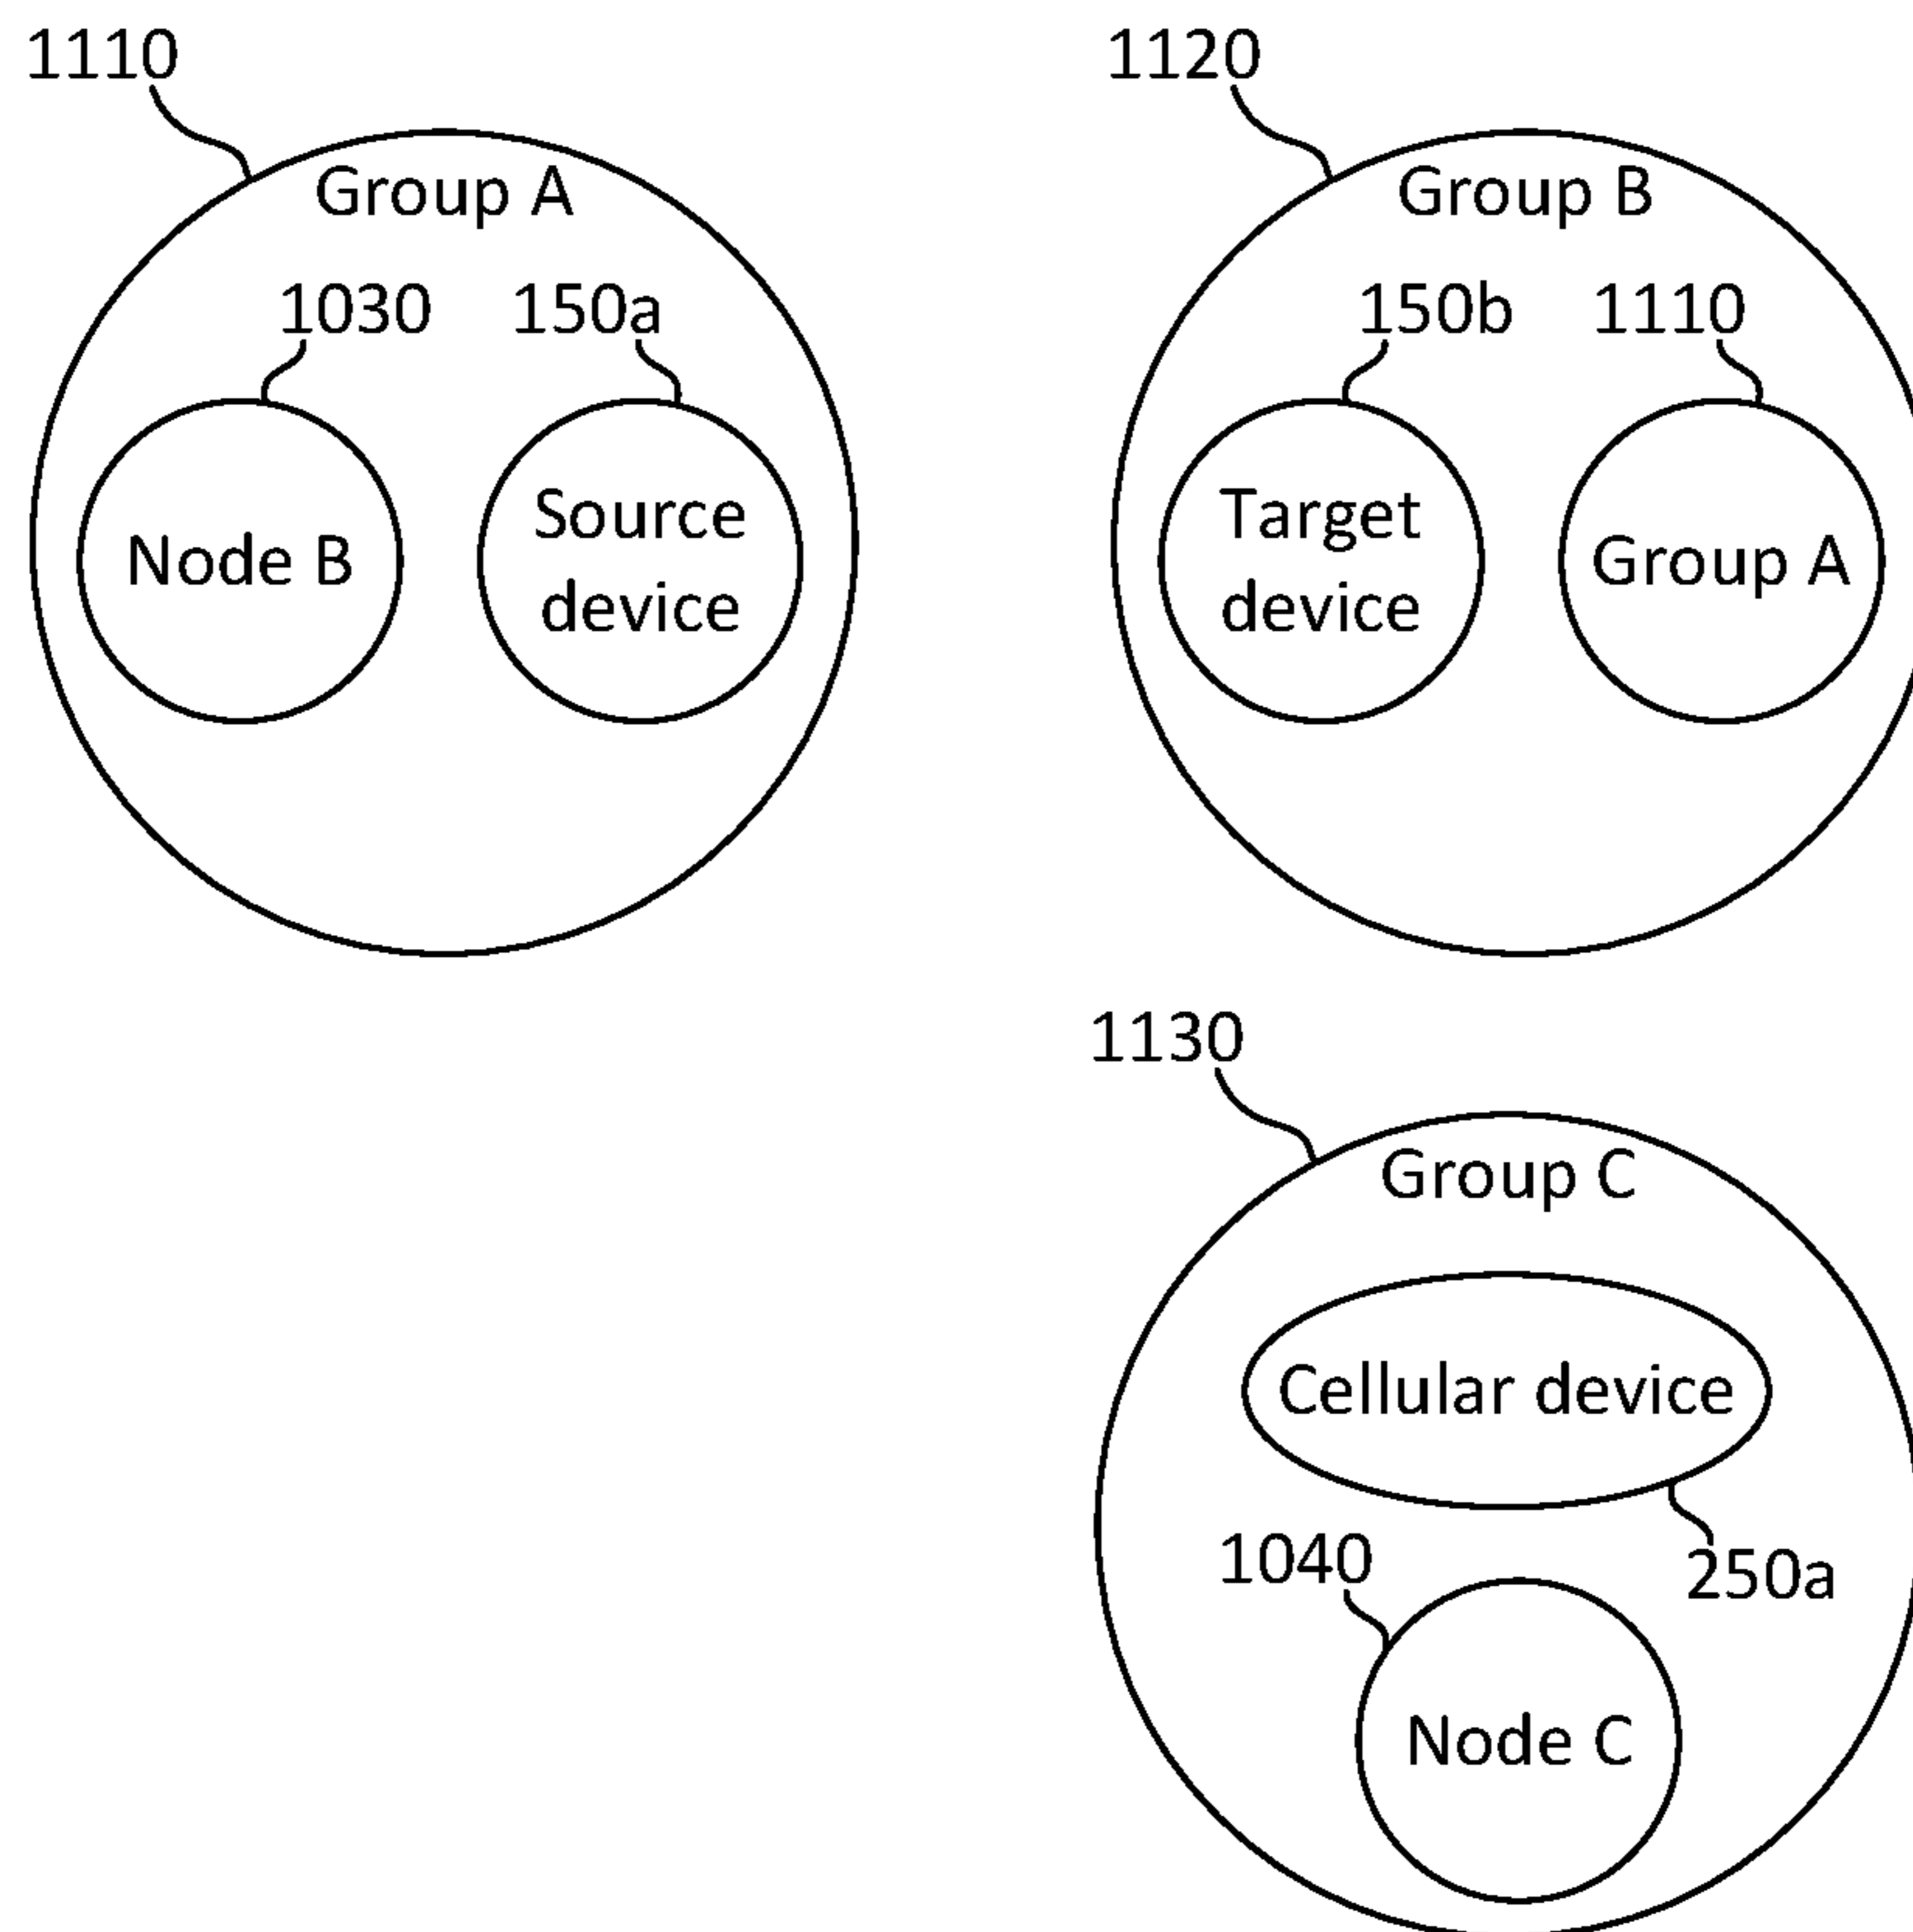 1110
Group A
1030
150a
Node B
Source
device
1120
Group B
150b
1110
Target
device
Group A
1130
Group C
Cellular device
250a
1040
Node C